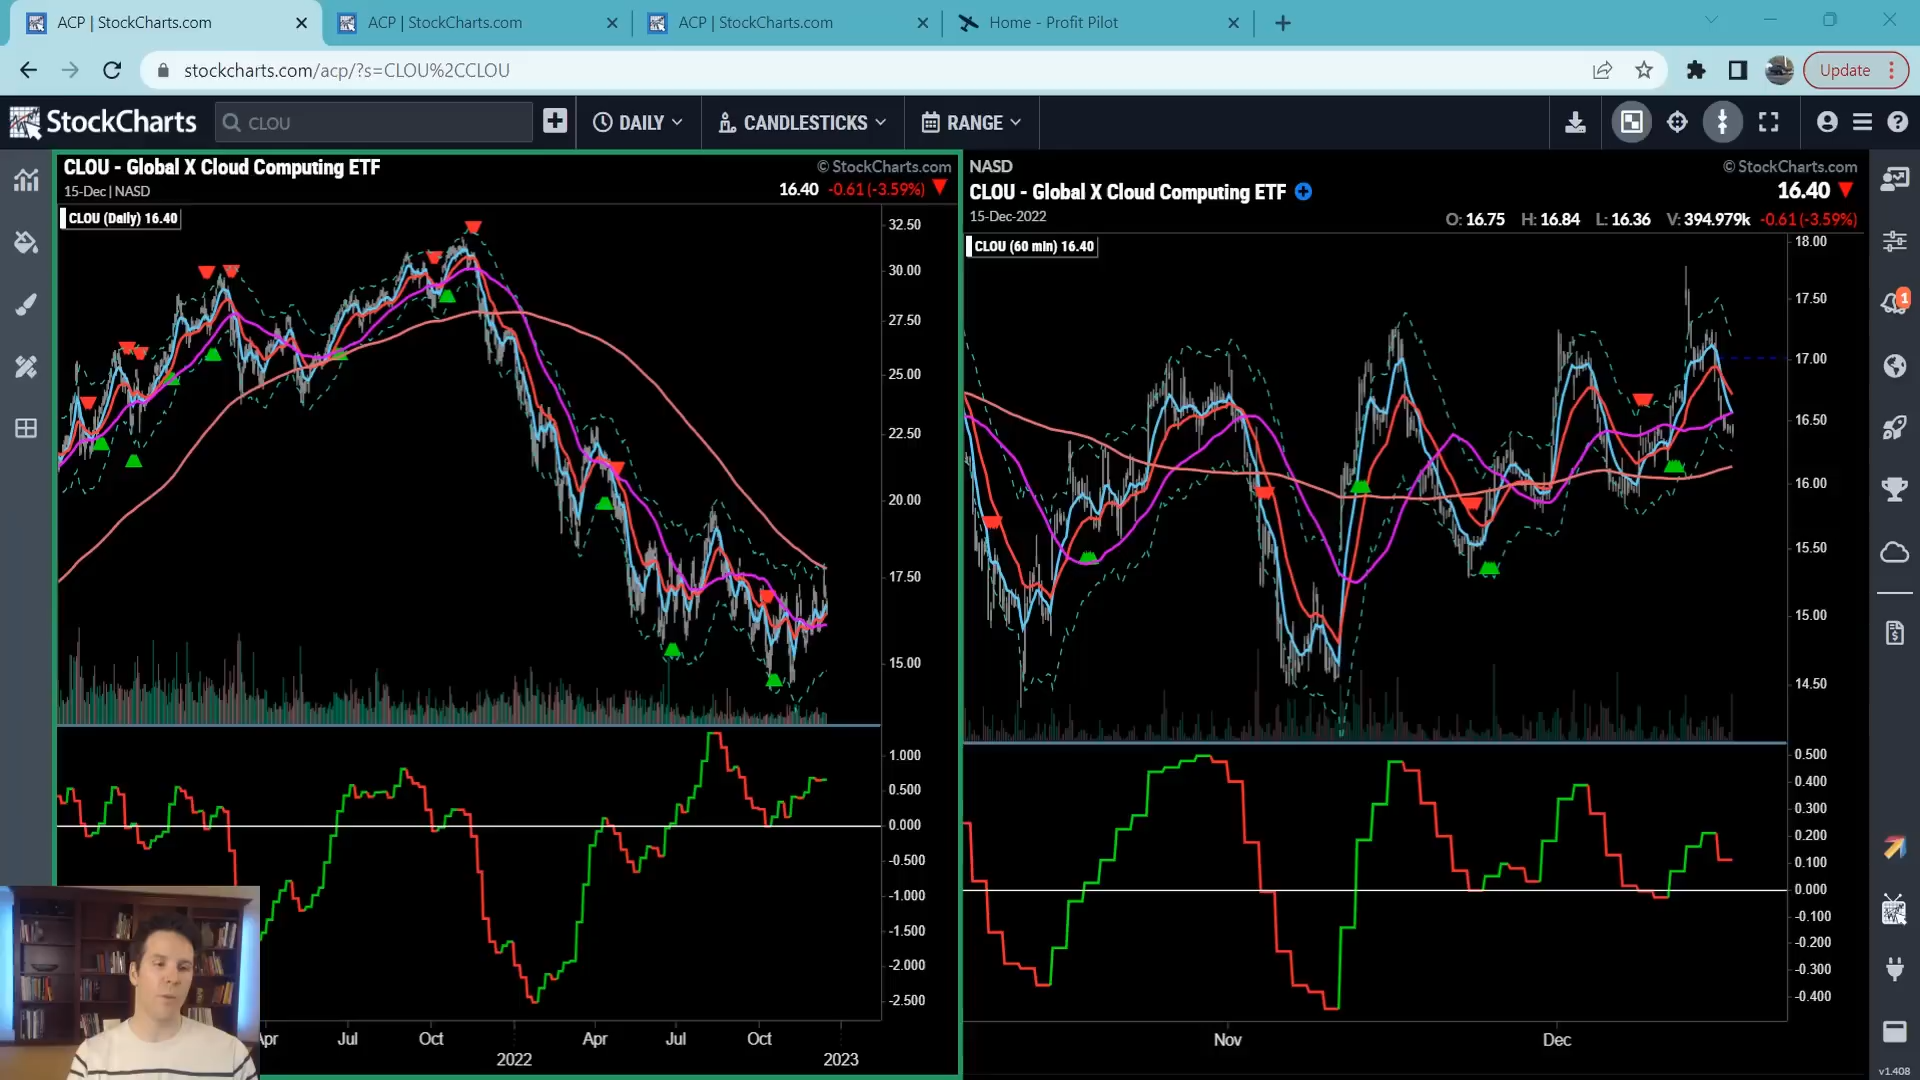 ACP | StockCharts.com
ACP | StockCharts.com
ACP | StockCharts.com
Home - Profit Pilot
stockcharts.com/acp/?s=CLOU%2CCLOU
Update
StockCharts
CLOU
DAILY
CANDLESTICKS
RANGE
CLOU - Global X Cloud Computing ETF
© StockCharts.com
15-Dec | NASD
16.40 -0.61 (-3.59%)
CLOU (Daily) 16.40
32.50
30.00
27.50
25.00
22.50
20.00
17.50
15.00
1.000
0.500
0.000
-0.500
-1.000
-1.500
-2.000
-2.500
Apr
Jul
Oct
2022
Apr
Jul
Oct
2023
NASD
© StockCharts.com
CLOU - Global X Cloud Computing ETF
16.40
15-Dec-2022
O: 16.75 H: 16.84 L: 16.36 V: 394.979k -0.61 (-3.59%)
CLOU (60 min) 16.40
18.00
17.50
17.00
16.50
16.00
15.50
15.00
14.50
0.500
0.400
0.300
0.200
0.100
0.000
-0.100
-0.200
-0.300
-0.400
Nov
Dec
1
v1.408